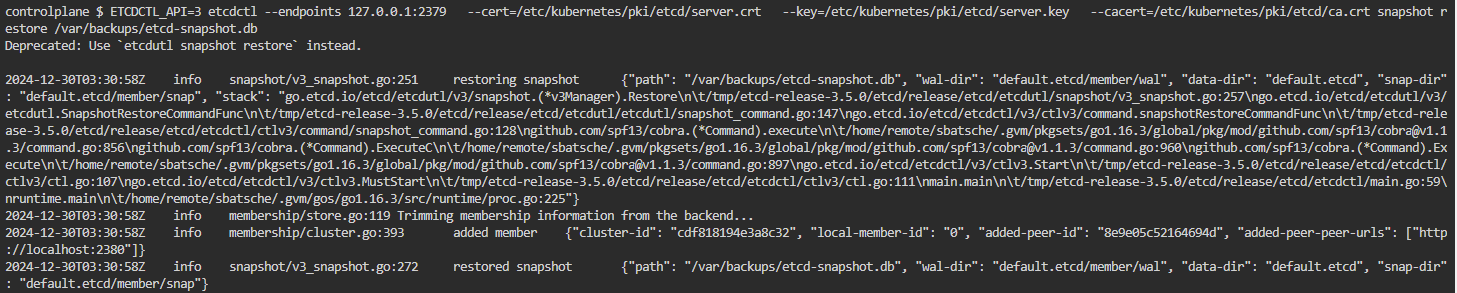 controlplane $ ETCDCTL_API=3 etcdctl --endpoints 127.0.0.1:2379   --cert=/etc/kubernetes/pki/etcd/server.crt   --key=/etc/kubernetes/pki/etcd/server.key   --cacert=/etc/kubernetes/pki/etcd/ca.crt snapshot r
estore /var/backups/etcd-snapshot.db
Deprecated: Use `etcdutl snapshot restore` instead.
2024-12-30T03:30:58Z    info    snapshot/v3_snapshot.go:251     restoring snapshot      {"path": "/var/backups/etcd-snapshot.db", "wal-dir": "default.etcd/member/wal", "data-dir": "default.etcd", "snap-dir"
: "default.etcd/member/snap", "stack": "go.etcd.io/etcd/etcdutl/v3/snapshot.(*v3Manager).Restore\n\t/tmp/etcd-release-3.5.0/etcd/release/etcd/etcdutl/snapshot/v3_snapshot.go:257\ngo.etcd.io/etcd/etcdutl/v3/
etcdutl.SnapshotRestoreCommandFunc\n\t/tmp/etcd-release-3.5.0/etcd/release/etcd/etcdutl/etcdutl/snapshot_command.go:147\ngo.etcd.io/etcd/etcdctl/v3/ctlv3/command.snapshotRestoreCommandFunc\n\t/tmp/etcd-rele
ase-3.5.0/etcd/release/etcd/etcdctl/ctlv3/command/snapshot_command.go:128\ngithub.com/spf13/cobra.(*Command).execute\n\t/home/remote/sbatsche/.gvm/pkgsets/go1.16.3/global/pkg/mod/github.com/spf13/cobra@v1.1
.3/command.go:856\ngithub.com/spf13/cobra.(*Command).ExecuteC\n\t/home/remote/sbatsche/.gvm/pkgsets/go1.16.3/global/pkg/mod/github.com/spf13/cobra@v1.1.3/command.go:960\ngithub.com/spf13/cobra.(*Command).Ex
ecute\n\t/home/remote/sbatsche/.gvm/pkgsets/go1.16.3/global/pkg/mod/github.com/spf13/cobra@v1.1.3/command.go:897\ngo.etcd.io/etcd/etcdctl/v3/ctlv3.Start\n\t/tmp/etcd-release-3.5.0/etcd/release/etcd/etcdctl/
ctlv3/ctl.go:107\ngo.etcd.io/etcd/etcdctl/v3/ctlv3.MustStart\n\t/tmp/etcd-release-3.5.0/etcd/release/etcd/etcdctl/ctlv3/ctl.go:111\nmain.main\n\t/tmp/etcd-release-3.5.0/etcd/release/etcd/etcdctl/main.go:59\
nruntime.main\n\t/home/remote/sbatsche/.gvm/gos/go1.16.3/src/runtime/proc.go:225"}
2024-12-30T03:30:58Z    info    membership/store.go:119 Trimming membership information from the backend...
2024-12-30T03:30:58Z    info    membership/cluster.go:393       added member    {"cluster-id": "cdf818194e3a8c32", "local-member-id": "0", "added-peer-id": "8e9e05c52164694d", "added-peer-peer-urls": ["http
://localhost:2380"]}
2024-12-30T03:30:58Z    info    snapshot/v3_snapshot.go:272     restored snapshot       {"path": "/var/backups/etcd-snapshot.db", "wal-dir": "default.etcd/member/wal", "data-dir": "default.etcd", "snap-dir"
: "default.etcd/member/snap"}